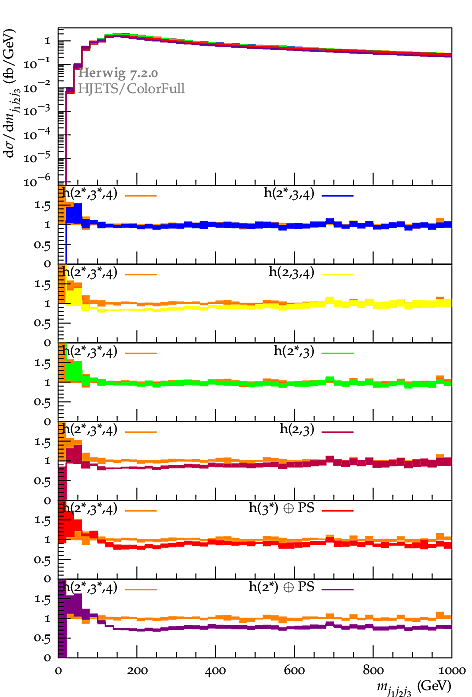 dσ/dm_{j₁j₂j₃} (fb/GeV)
1
10⁻¹
10⁻²
10⁻³
10⁻⁴
10⁻⁵
10⁻⁶
Herwig 7.2.0
HJETS/ColorFull
h(2*,3*,4) h(2*,3,4)
1.5
1
0.5
0
h(2*,3*,4) h(2,3,4)
1.5
1
0.5
0
h(2*,3*,4) h(2*,3)
1.5
1
0.5
0
h(2*,3*,4) h(2,3)
1.5
1
0.5
0
h(2*,3*,4) h(3*) ⊕ PS
1.5
1
0.5
0
h(2*,3*,4) h(2*) ⊕ PS
1.5
1
0.5
0
0 200 400 600 800 1000
m_{j₁j₂j₃} (GeV)